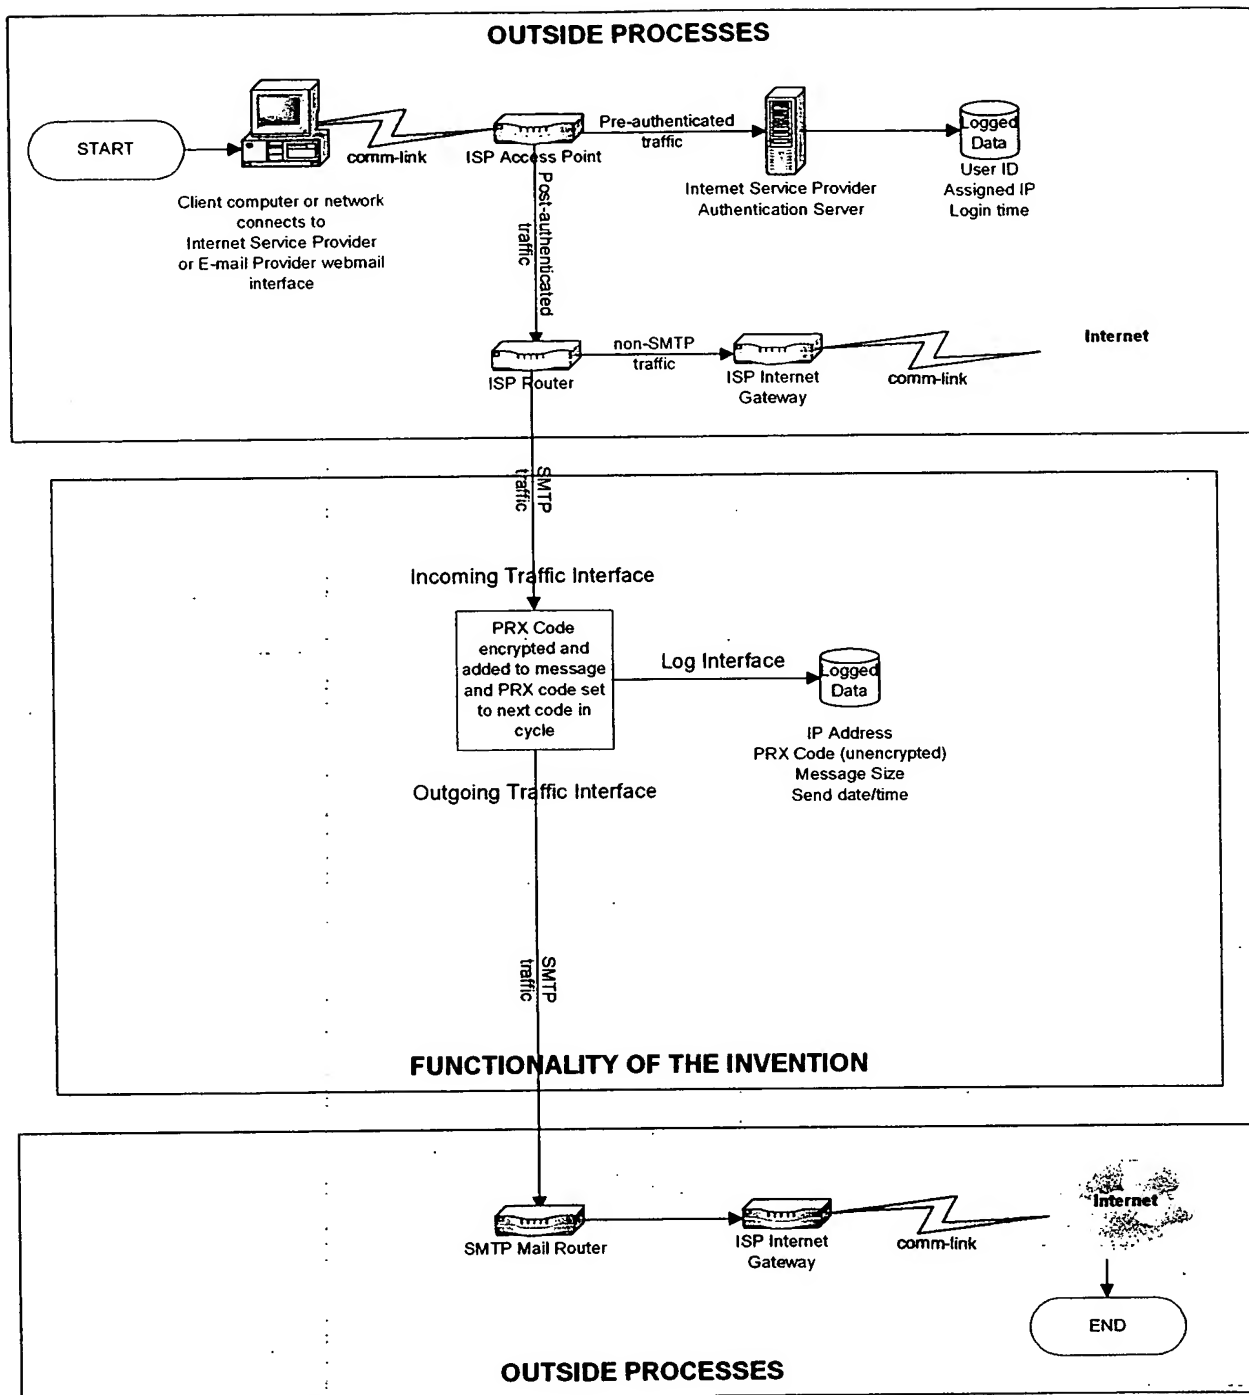 OUTSIDE PROCESSES
START
comm-link
ISP Access Point
Pre-authenticated
traffic
Logged
Data
User ID
Assigned IP
Login time
Internet Service Provider
Authentication Server
Client computer or network
connects to
Internet Service Provider
or E-mail Provider webmail
interface
Post-authenticated
traffic
ISP Router
non-SMTP
traffic
ISP Internet
Gateway
comm-link
Internet
SMTP
traffic
Incoming Traffic Interface
PRX Code
encrypted and
added to message
and PRX code set
to next code in
cycle
Log Interface
Logged
Data
IP Address
PRX Code (unencrypted)
Message Size
Send date/time
Outgoing Traffic Interface
SMTP
traffic
FUNCTIONALITY OF THE INVENTION
SMTP Mail Router
ISP Internet
Gateway
comm-link
Internet
END
OUTSIDE PROCESSES